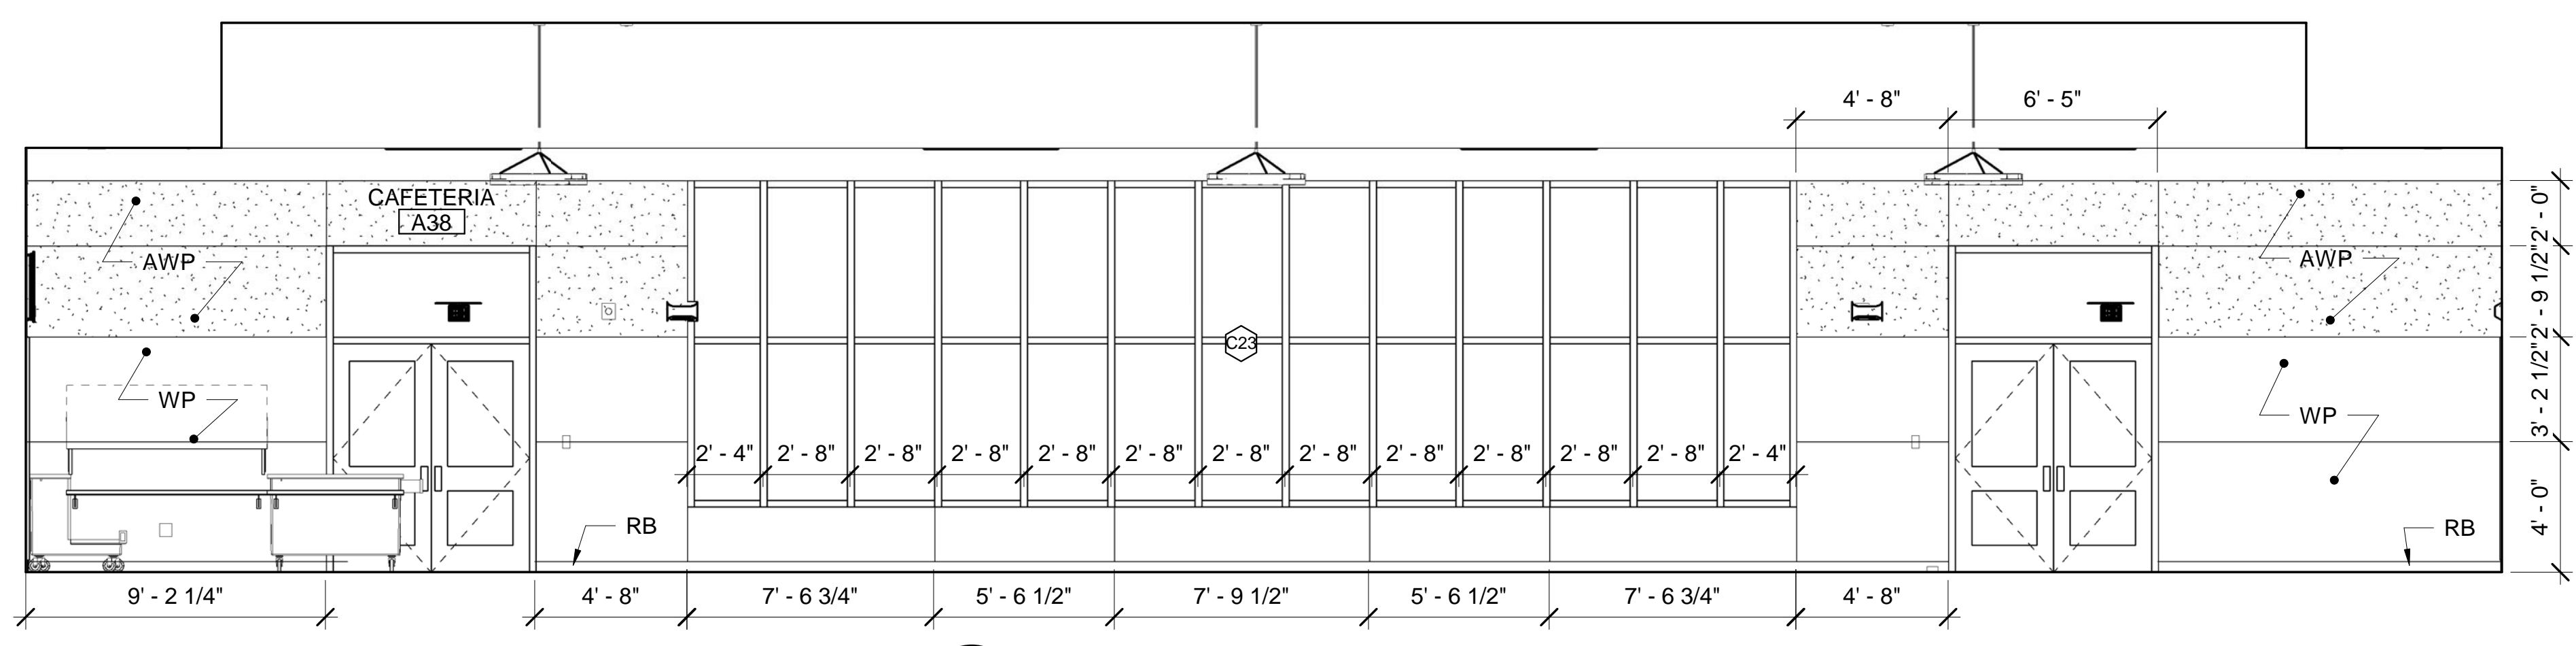 4' - 8" 6' - 5"
CAFETERIA
A38
AWP
AWP
2' - 0"
2' - 9 1/2"
3' - 2 1/2"
4' - 0"
C23
WP
WP
2' - 4" 2' - 8" 2' - 8" 2' - 8" 2' - 8" 2' - 8" 2' - 8" 2' - 8" 2' - 8" 2' - 8" 2' - 8" 2' - 8" 2' - 4"
RB
RB
9' - 2 1/4" 4' - 8" 7' - 6 3/4" 5' - 6 1/2" 7' - 9 1/2" 5' - 6 1/2" 7' - 6 3/4" 4' - 8"